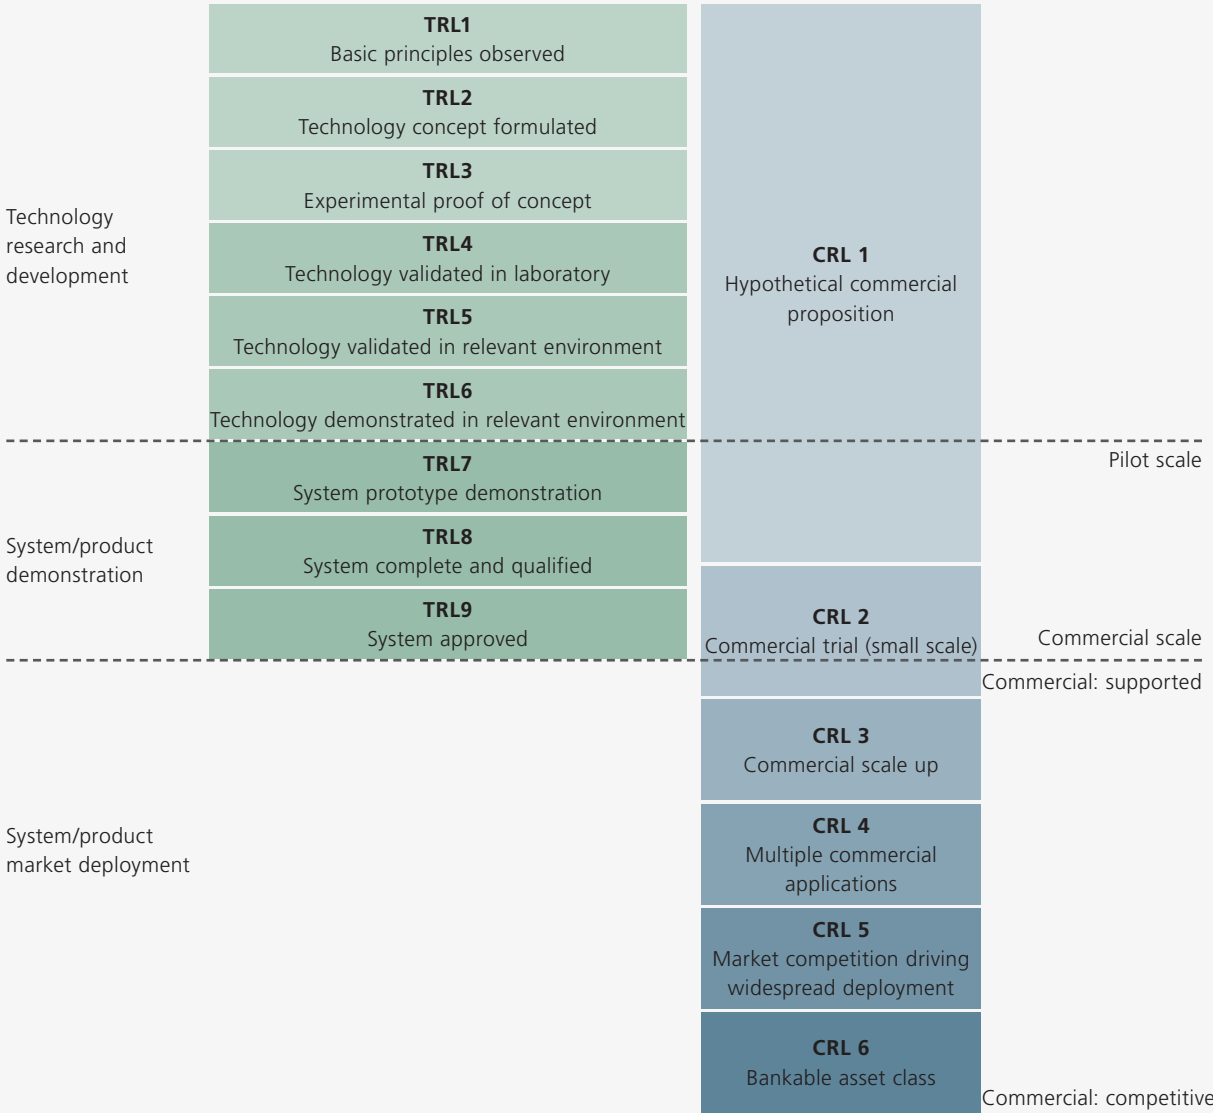 TRL1
Basic principles observed
TRL2
Technology concept formulated
TRL3
Experimental proof of concept
Technology
research and
development
TRL4
Technology validated in laboratory
TRL5
Technology validated in relevant environment
TRL6
Technology demonstrated in relevant environment
CRL 1
Hypothetical commercial
proposition
Pilot scale
TRL7
System prototype demonstration
System/product
demonstration
TRL8
System complete and qualified
TRL9
System approved
CRL 2
Commercial trial (small scale)
Commercial scale
Commercial: supported
CRL 3
Commercial scale up
System/product
market deployment
CRL 4
Multiple commercial
applications
CRL 5
Market competition driving
widespread deployment
CRL 6
Bankable asset class
Commercial: competitive